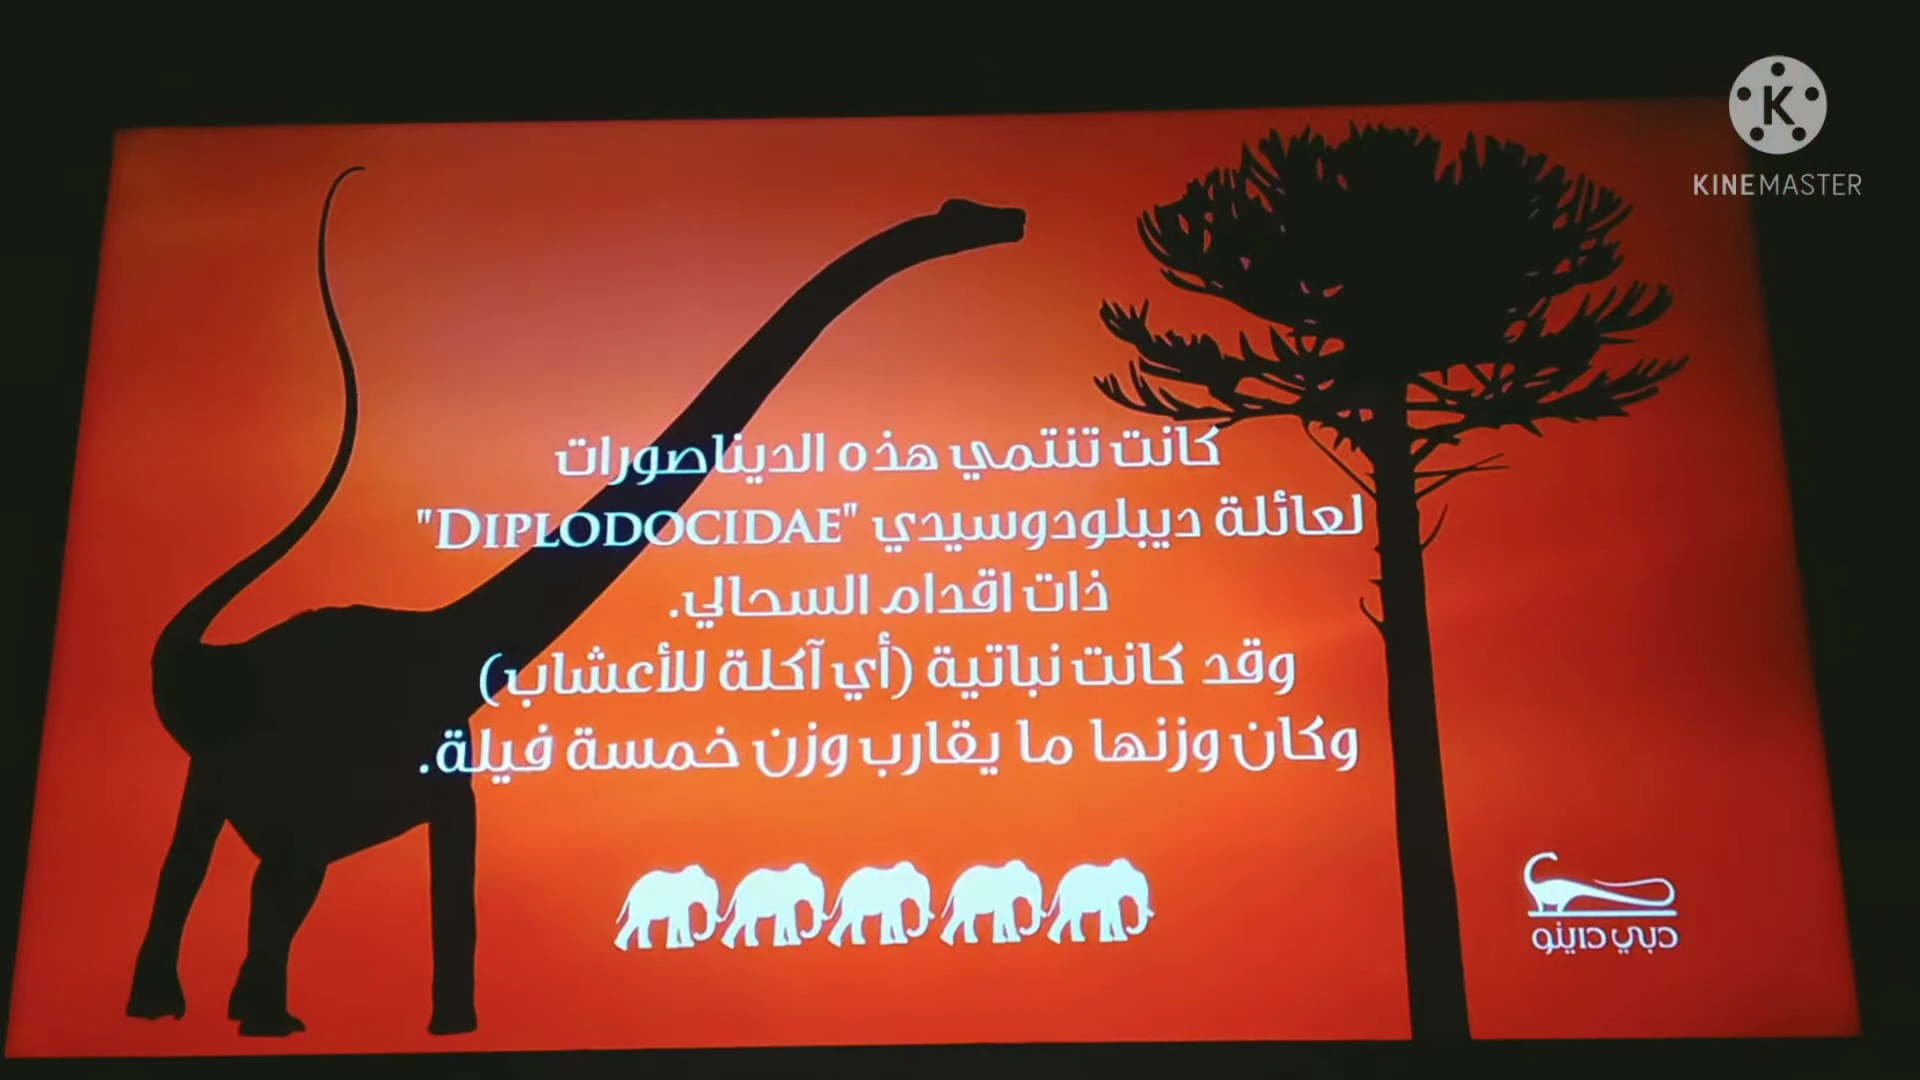 K
KINEMASTER
كانت تنتمي هذه الديناصورات
لعائلة ديبلودوسيدي "DIPLODOCIDAE"
ذات اقدام السحالي.
وقد كانت نباتية (أي آكلة للأعشاب)
وكان وزنها ما يقارب وزن خمسة فيلة.
دبي داينو